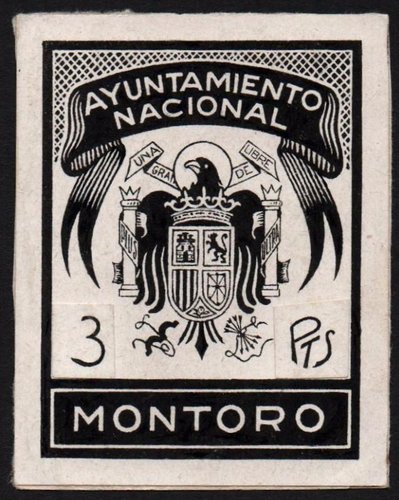 AYUNTAMIENTO
NACIONAL
UNA
GRANDE
LIBRE
3
PTS
MONTORO